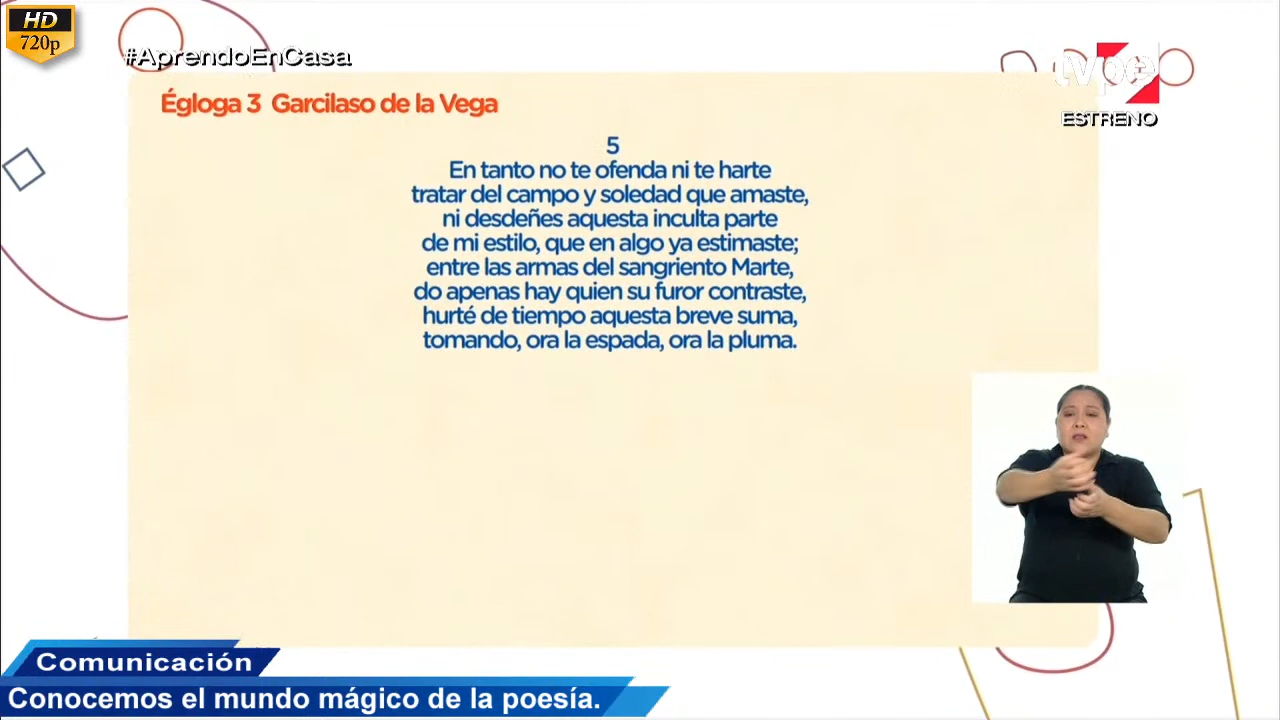 HD
720p
#AprendoEnCasa
tvpe
ESTRENO
Égloga 3 Garcilaso de la Vega
5
En tanto no te ofenda ni te harte
tratar del campo y soledad que amaste,
ni desdeñes aquesta inculta parte
de mi estilo, que en algo ya estimaste;
entre las armas del sangriento Marte,
do apenas hay quien su furor contraste,
hurté de tiempo aquesta breve suma,
tomando, ora la espada, ora la pluma.
Comunicación
Conocemos el mundo mágico de la poesía.